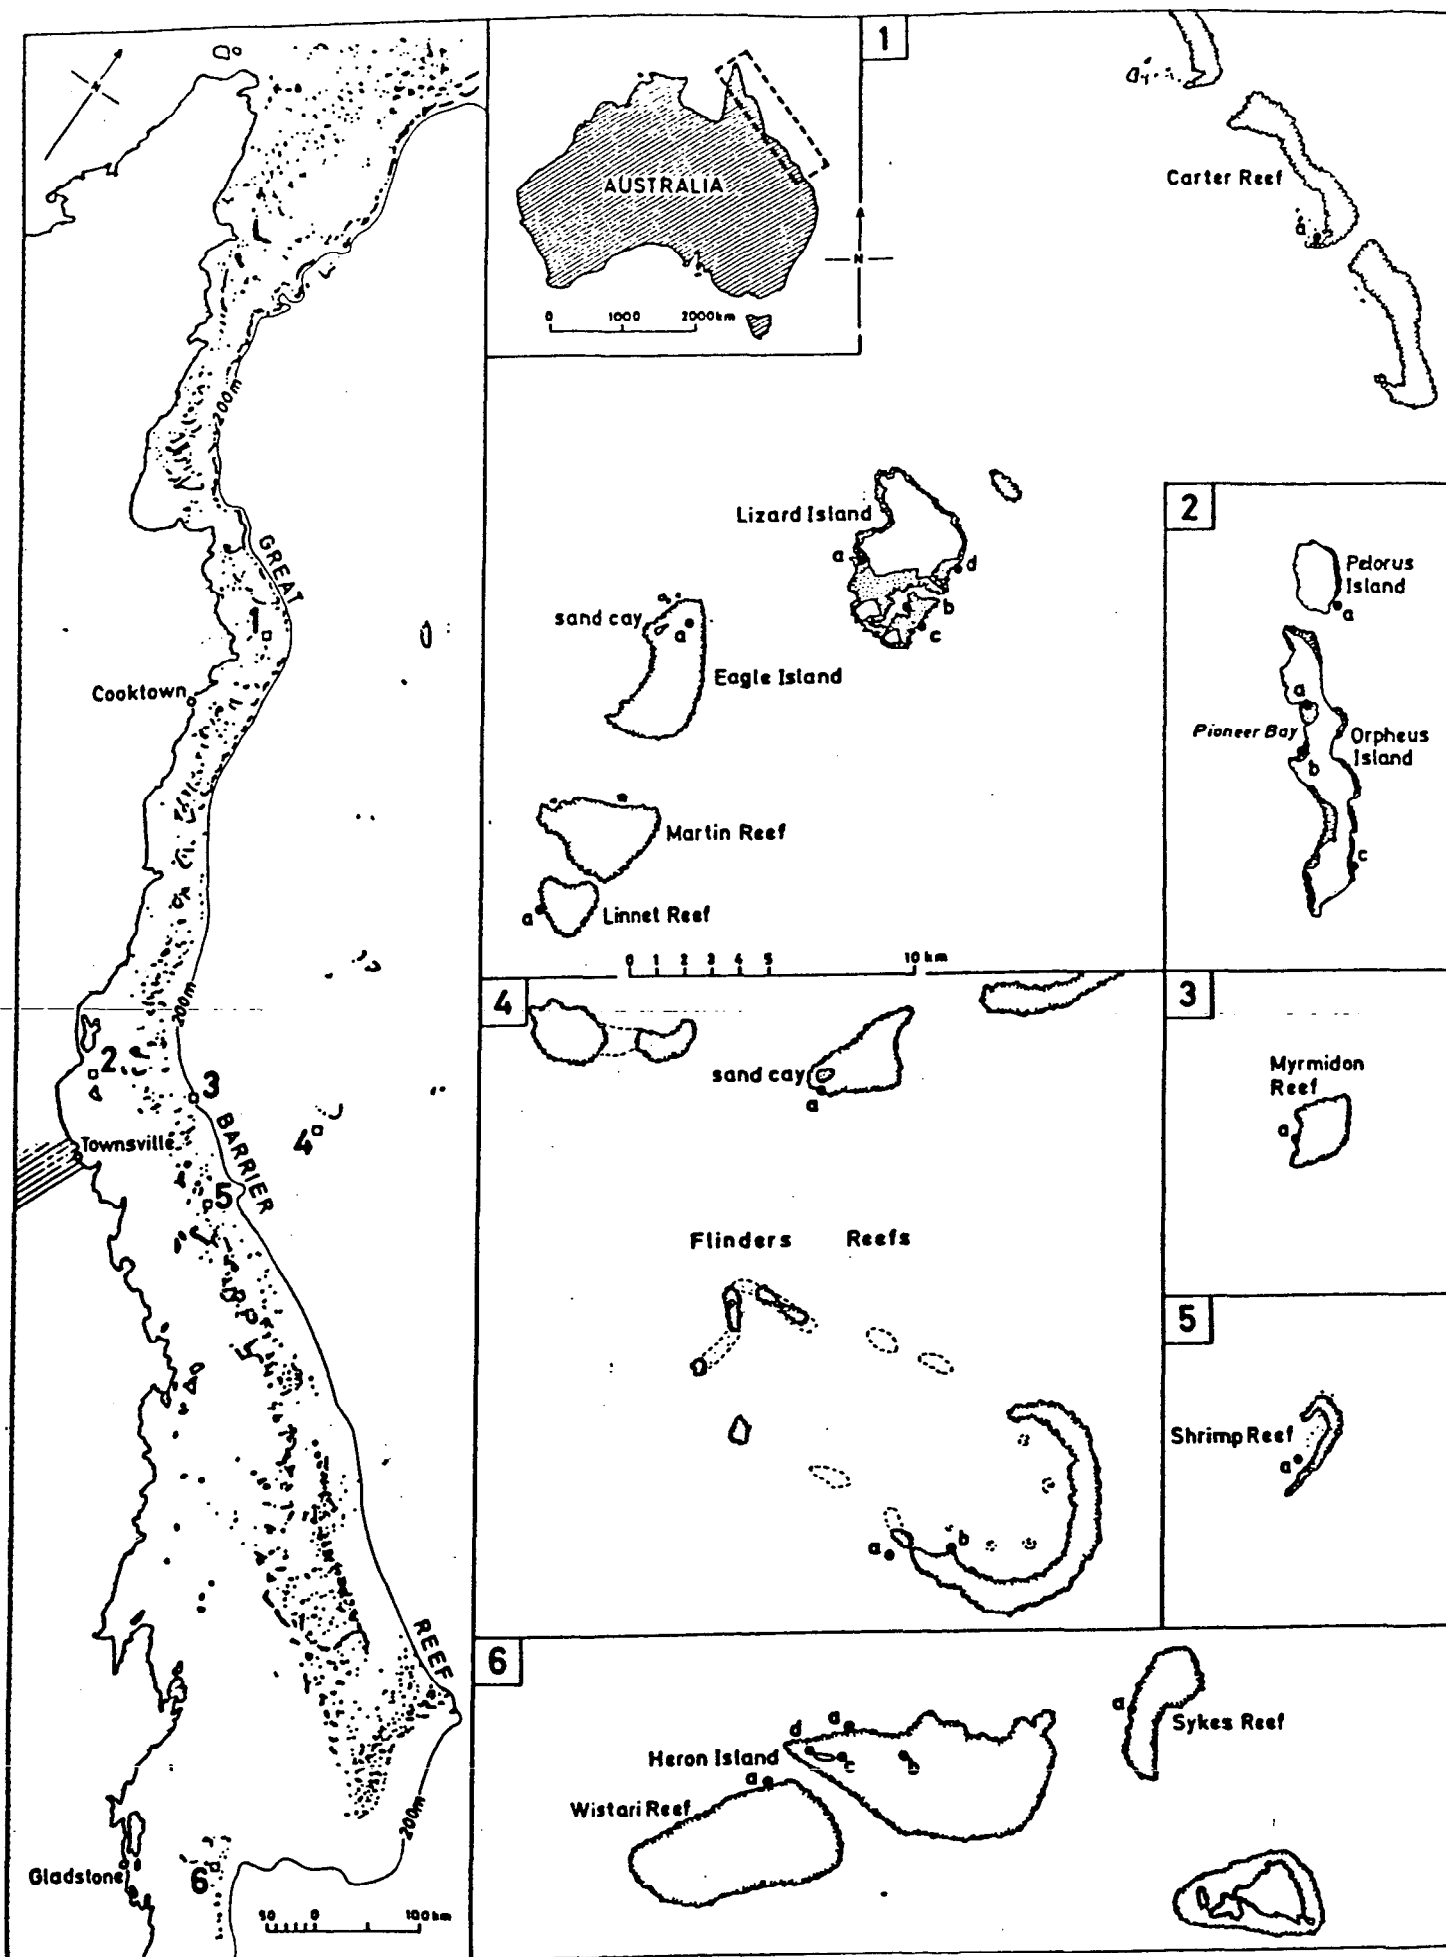 N
200m
GREAT
1
Cooktown
200m
2
3
BARRIER
4
Townsville
5
REEF
200m
Gladstone
6
50 0 100km
AUSTRALIA
N
0 1000 2000km
1
Carter Reef
a
Lizard Island
a
d
b
c
sand cay
a
Eagle Island
Martin Reef
a
Linnet Reef
0 1 2 3 4 5 10 km
2
Pelorus
Island
a
a
Pioneer Bay
Orpheus
Island
b
c
3
Myrmidon
Reef
a
4
sand cay
a
Flinders Reefs
a
b
5
Shrimp Reef
a
6
a
Sykes Reef
d
a
Heron Island
c
b
a
Wistari Reef